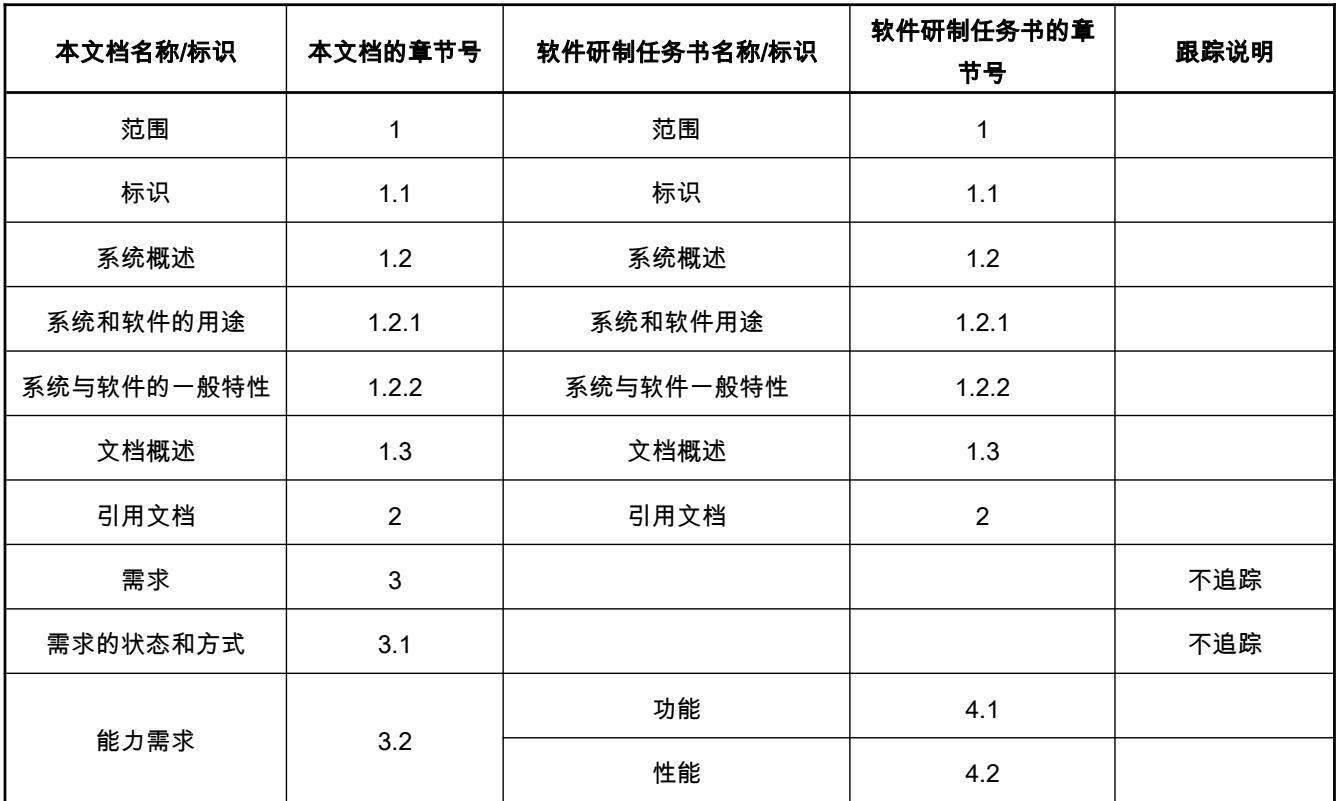 本文档名称/标识 本文档的章节号 软件研制任务书名称/标识 软件研制任务书的章节号 跟踪说明
范围 1 范围 1
标识 1.1 标识 1.1
系统概述 1.2 系统概述 1.2
系统和软件的用途 1.2.1 系统和软件用途 1.2.1
系统与软件的一般特性 1.2.2 系统与软件一般特性 1.2.2
文档概述 1.3 文档概述 1.3
引用文档 2 引用文档 2
需求 3 不追踪
需求的状态和方式 3.1 不追踪
能力需求 3.2 功能 4.1
性能 4.2